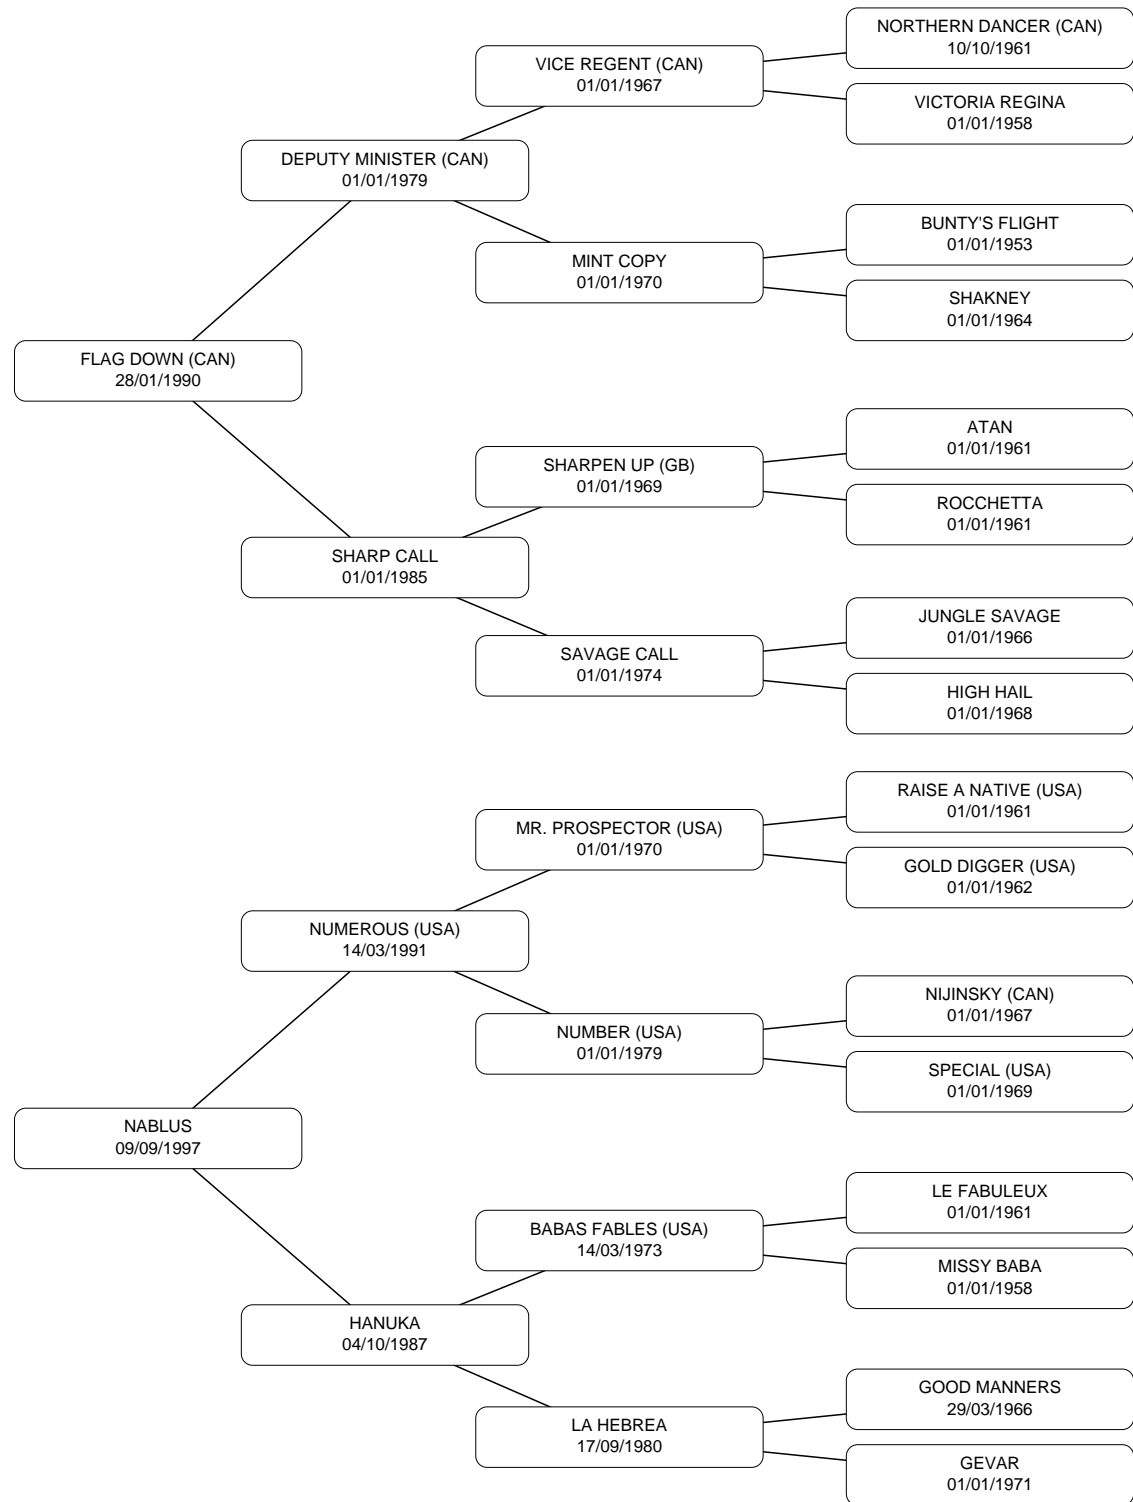 NORTHERN DANCER (CAN)
10/10/1961
VICE REGENT (CAN)
01/01/1967
VICTORIA REGINA
01/01/1958
DEPUTY MINISTER (CAN)
01/01/1979
BUNTY'S FLIGHT
01/01/1953
MINT COPY
01/01/1970
SHAKNEY
01/01/1964
FLAG DOWN (CAN)
28/01/1990
ATAN
01/01/1961
SHARPEN UP (GB)
01/01/1969
ROCCHETTA
01/01/1961
SHARP CALL
01/01/1985
JUNGLE SAVAGE
01/01/1966
SAVAGE CALL
01/01/1974
HIGH HAIL
01/01/1968
RAISE A NATIVE (USA)
01/01/1961
MR. PROSPECTOR (USA)
01/01/1970
GOLD DIGGER (USA)
01/01/1962
NUMEROUS (USA)
14/03/1991
NIJINSKY (CAN)
01/01/1967
NUMBER (USA)
01/01/1979
SPECIAL (USA)
01/01/1969
NABLUS
09/09/1997
LE FABULEUX
01/01/1961
BABAS FABLES (USA)
14/03/1973
MISSY BABA
01/01/1958
HANUKA
04/10/1987
GOOD MANNERS
29/03/1966
LA HEBREA
17/09/1980
GEVAR
01/01/1971